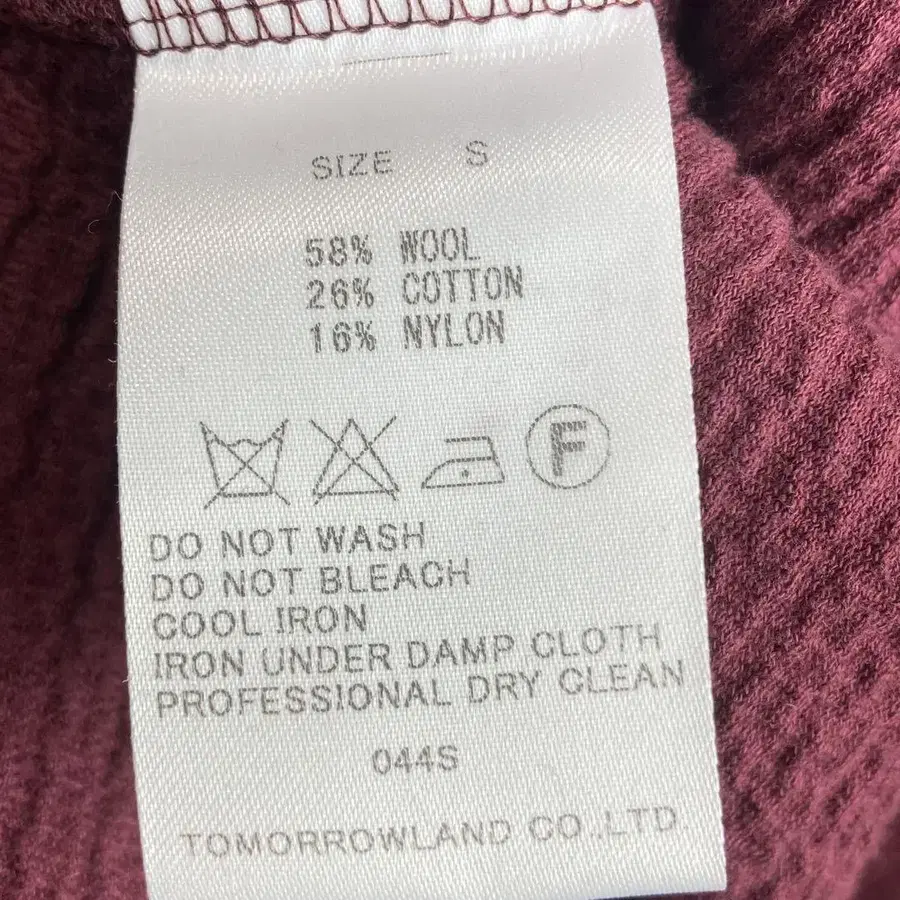 SIZE S
58% WOOL
26% COTTON
16% NYLON
F
DO NOT WASH
DO NOT BLEACH
COOL IRON
IRON UNDER DAMP CLOTH
PROFESSIONAL DRY CLEAN
044S
TOMORROWLAND CO.,LTD.